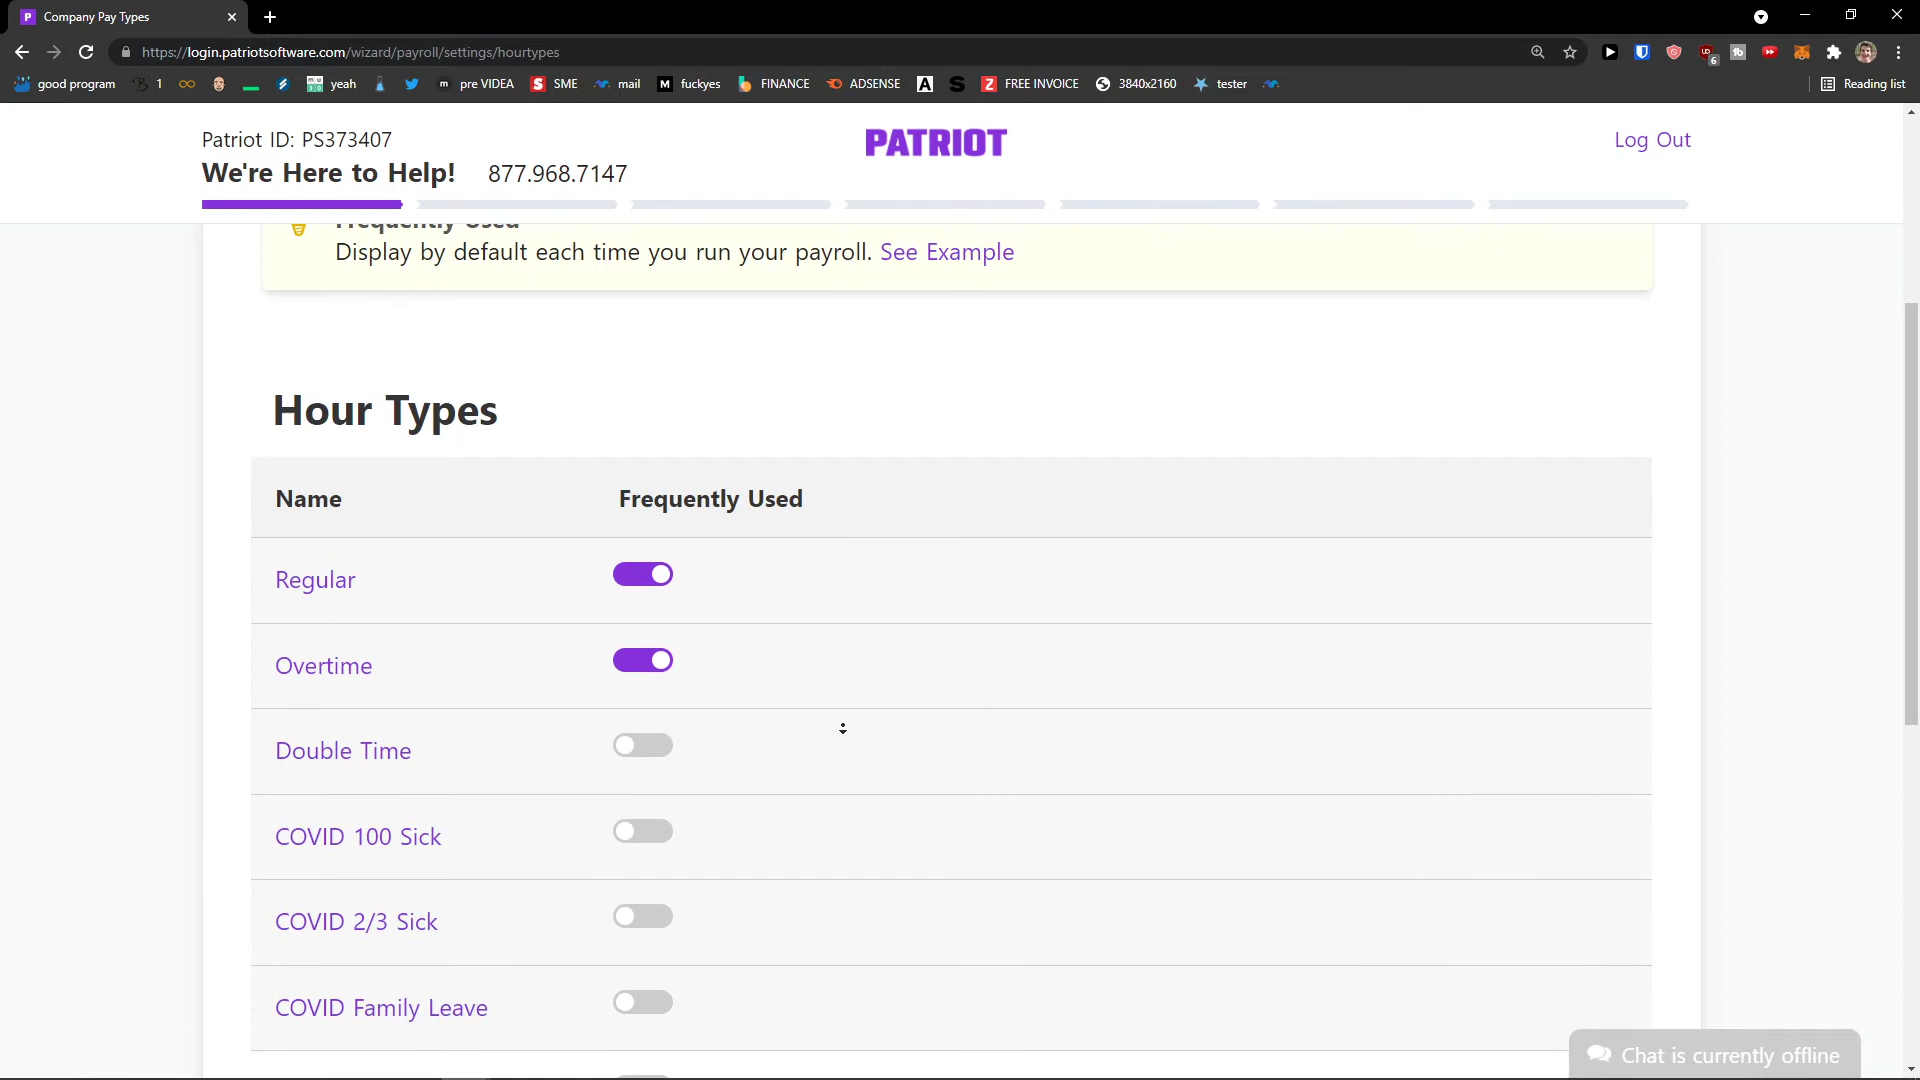 Company Pay Types
https://login.patriotsoftware.com/wizard/payroll/settings/hourtypes
good program 1 yeah pre VIDEA SME mail fuckyes FINANCE ADSENSE FREE INVOICE 3840x2160 tester Reading list
Patriot ID: PS373407
PATRIOT
Log Out
We're Here to Help! 877.968.7147
Frequently Used
Display by default each time you run your payroll. See Example
Hour Types
Name Frequently Used
Regular
Overtime
Double Time
COVID 100 Sick
COVID 2/3 Sick
COVID Family Leave
Chat is currently offline